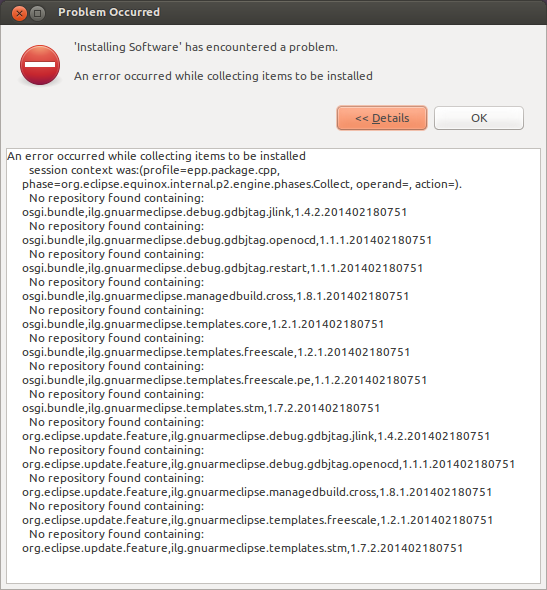 Problem Occurred
'Installing Software' has encountered a problem.
An error occurred while collecting items to be installed
<< Details
OK
An error occurred while collecting items to be installed
session context was:(profile=epp.package.cpp,
phase=org.eclipse.equinox.internal.p2.engine.phases.Collect, operand=, action=).
No repository found containing:
osgi.bundle,ilg.gnuarmeclipse.debug.gdbjtag.jlink,1.4.2.201402180751
No repository found containing:
osgi.bundle,ilg.gnuarmeclipse.debug.gdbjtag.openocd,1.1.1.201402180751
No repository found containing:
osgi.bundle,ilg.gnuarmeclipse.debug.gdbjtag.restart,1.1.1.201402180751
No repository found containing:
osgi.bundle,ilg.gnuarmeclipse.managedbuild.cross,1.8.1.201402180751
No repository found containing:
osgi.bundle,ilg.gnuarmeclipse.templates.core,1.2.1.201402180751
No repository found containing:
osgi.bundle,ilg.gnuarmeclipse.templates.freescale,1.2.1.201402180751
No repository found containing:
osgi.bundle,ilg.gnuarmeclipse.templates.freescale.pe,1.1.2.201402180751
No repository found containing:
osgi.bundle,ilg.gnuarmeclipse.templates.stm,1.7.2.201402180751
No repository found containing:
org.eclipse.update.feature,ilg.gnuarmeclipse.debug.gdbjtag.jlink,1.4.2.201402180751
No repository found containing:
org.eclipse.update.feature,ilg.gnuarmeclipse.debug.gdbjtag.openocd,1.1.1.201402180751
No repository found containing:
org.eclipse.update.feature,ilg.gnuarmeclipse.managedbuild.cross,1.8.1.201402180751
No repository found containing:
org.eclipse.update.feature,ilg.gnuarmeclipse.templates.freescale,1.2.1.201402180751
No repository found containing:
org.eclipse.update.feature,ilg.gnuarmeclipse.templates.stm,1.7.2.201402180751